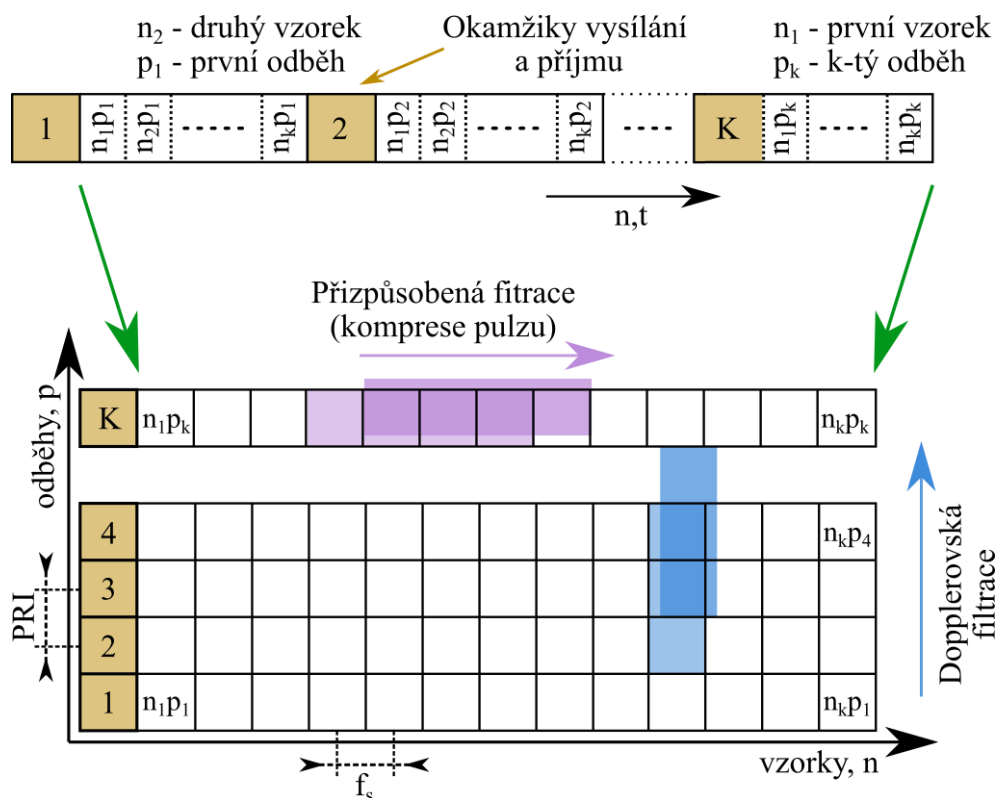 n₂ - druhý vzorek
p₁ - první odběh
Okamžiky vysílání
a příjmu
n₁ - první vzorek
pₖ - k-tý odběh
1 n₁p₁ n₂p₁ nₖp₁ 2 n₁p₂ n₂p₂ nₖp₂ K n₁pₖ nₖpₖ
n,t
Přizpůsobená fitrace
(komprese pulzu)
odběhy, p
K n₁pₖ nₖpₖ
4 nₖp₄
3
2
1 n₁p₁ nₖp₁
PRI
Dopplerovská
filtrace
fₛ
vzorky, n